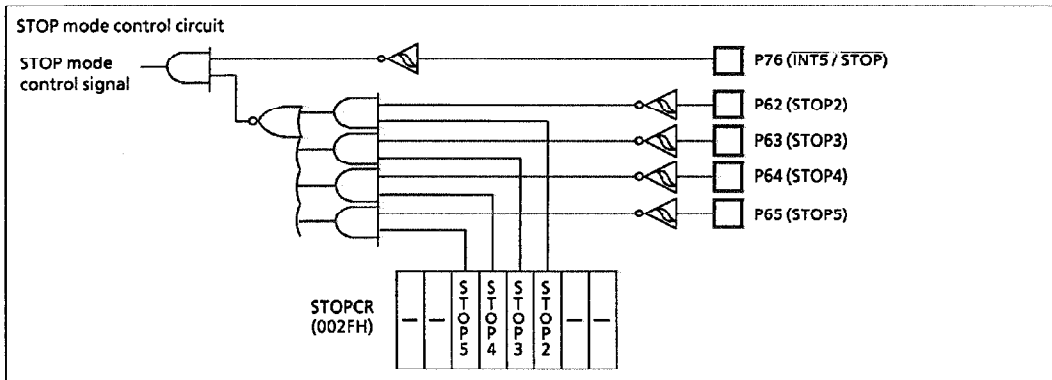 STOP mode control circuit
STOP mode
control signal
P76 (INT5 / STOP)
P62 (STOP2)
P63 (STOP3)
P64 (STOP4)
P65 (STOP5)
STOPCR
(002FH)
— — STOP5 STOP4 STOP3 STOP2 — —